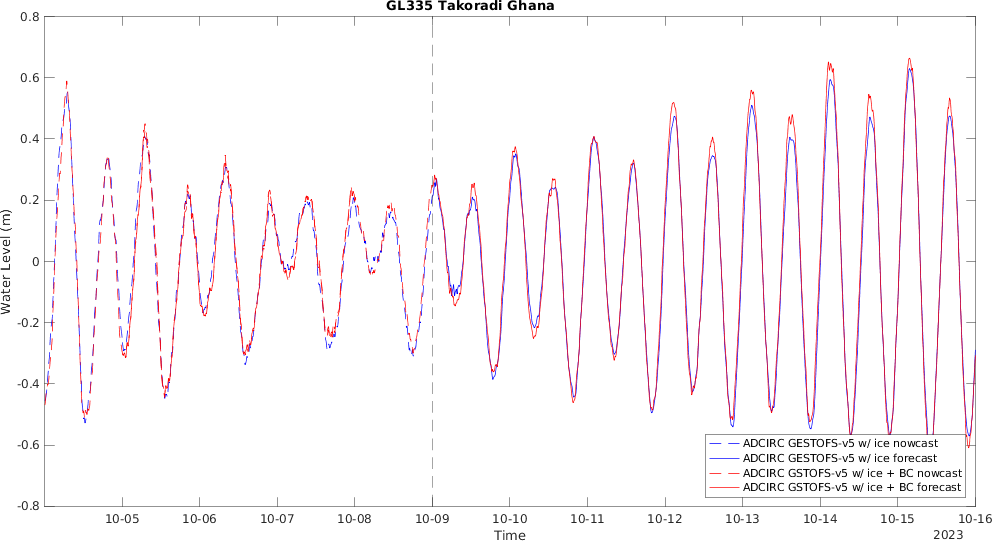 GL335 Takoradi Ghana
0.8
0.6
0.4
0.2
0
-0.2
-0.4
-0.6
-0.8
Water Level (m)
ADCIRC GESTOFS-v5 w/ ice nowcast
ADCIRC GESTOFS-v5 w/ ice forecast
ADCIRC GSTOFS-v5 w/ ice + BC nowcast
ADCIRC GSTOFS-v5 w/ ice + BC forecast
10-05 10-06 10-07 10-08 10-09 10-10 10-11 10-12 10-13 10-14 10-15 10-16
Time
2023